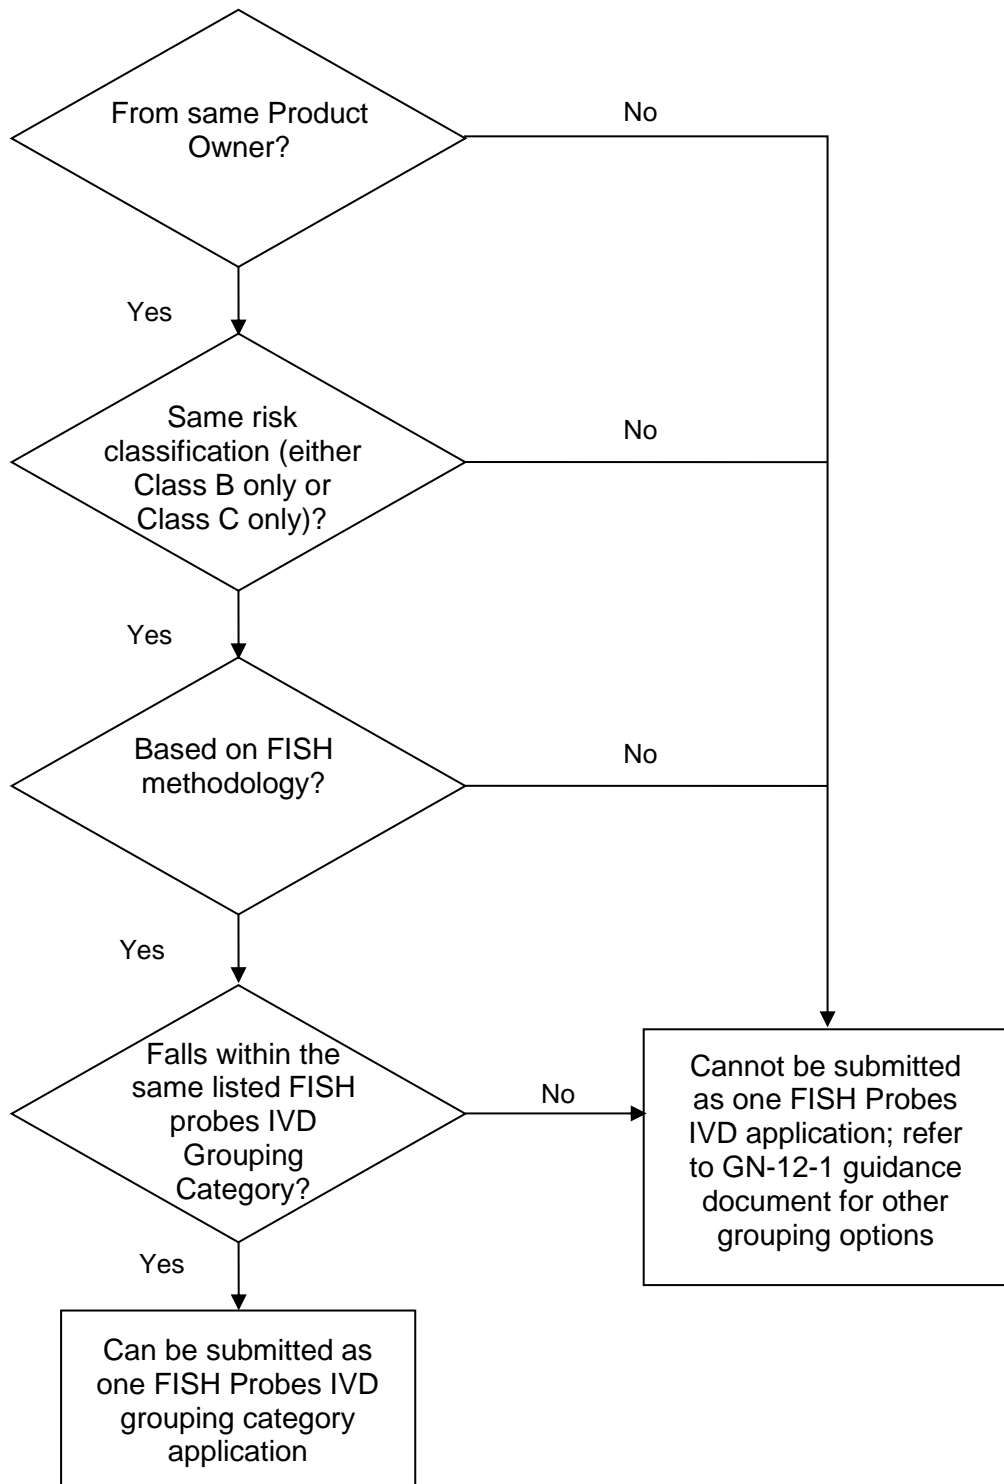 From same Product
Owner?
No
Yes
Same risk
classification (either
Class B only or
Class C only)?
No
Yes
Based on FISH
methodology?
No
Yes
Falls within the
same listed FISH
probes IVD
Grouping
Category?
No
Cannot be submitted
as one FISH Probes
IVD application; refer
to GN-12-1 guidance
document for other
grouping options
Yes
Can be submitted as
one FISH Probes IVD
grouping category
application